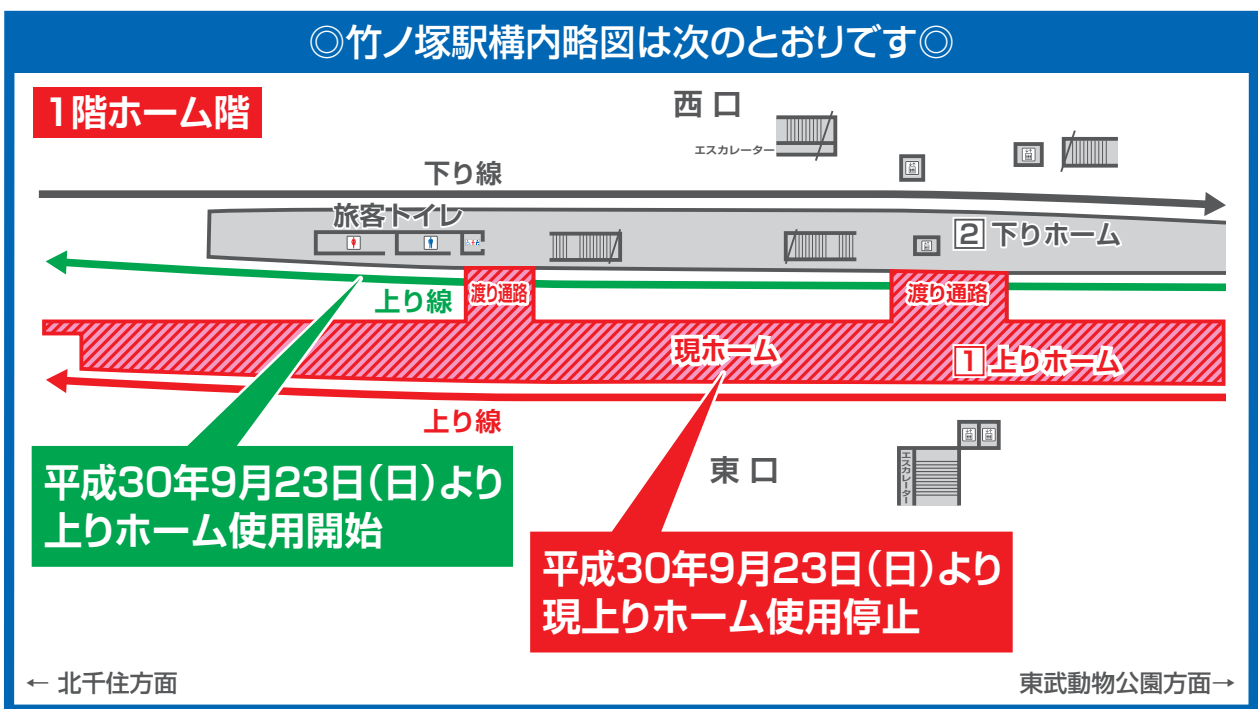 ◎竹ノ塚駅構内略図は次のとおりです◎
1階ホーム階
西口
エスカレーター
下り線
旅客トイレ
2 下りホーム
上り線
渡り通路
渡り通路
現ホーム
1 上りホーム
上り線
平成30年9月23日(日)より
上りホーム使用開始
東口
エスカレーター
平成30年9月23日(日)より
現上りホーム使用停止
← 北千住方面
東武動物公園方面→